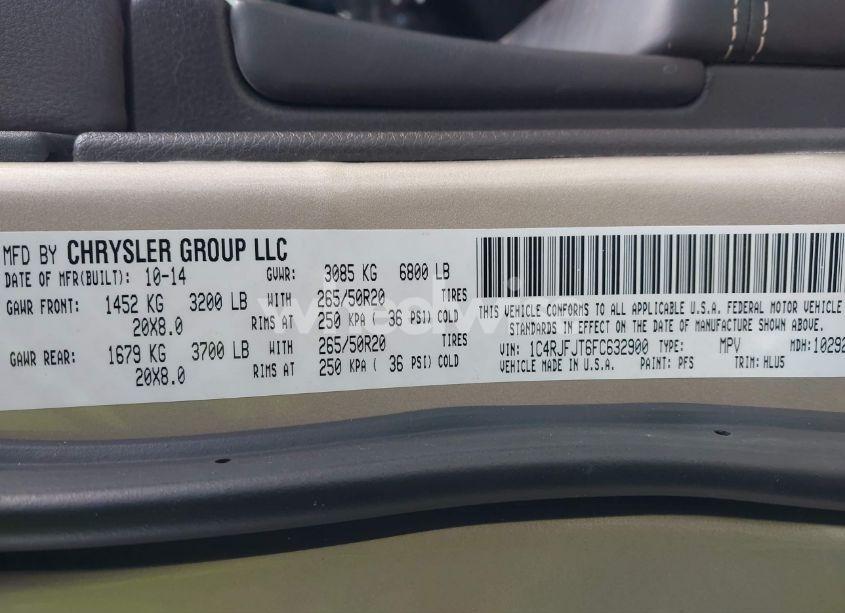 MFD BY CHRYSLER GROUP LLC
DATE OF MFR(BUILT): 10-14 GVWR: 3085 KG 6800 LB
GAWR FRONT: 1452 KG 3200 LB WITH 265/50R20 TIRES
20X8.0 RIMS AT 250 KPA ( 36 PSI) COLD
GAWR REAR: 1679 KG 3700 LB WITH 265/50R20 TIRES
20X8.0 RIMS AT 250 KPA ( 36 PSI) COLD
THIS VEHICLE CONFORMS TO ALL APPLICABLE U.S.A. FEDERAL MOTOR VEHICLE
STANDARDS IN EFFECT ON THE DATE OF MANUFACTURE SHOWN ABOVE.
VIN: 1C4RJFJT6FC632900 TYPE: MPV MDH: 10292
VEHICLE MADE IN U.S.A. PAINT: PFS TRIM: HLUS